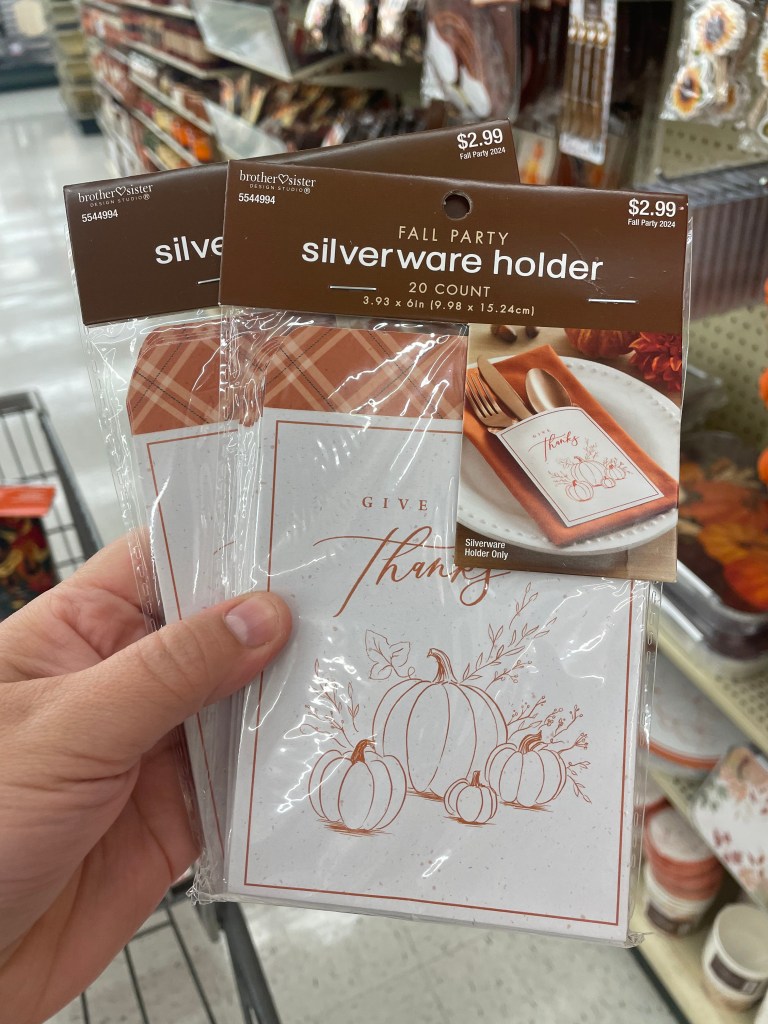 $2.99
Fall Party 2024
brother♡sister
DESIGN STUDIO®
5544994
silve
brother♡sister
DESIGN STUDIO®
5544994
$2.99
Fall Party 2024
FALL PARTY
silverware holder
20 COUNT
3.93 x 6in (9.98 x 15.24cm)
GIVE
Thanks
Silverware
Holder Only
GIVE
Thanks